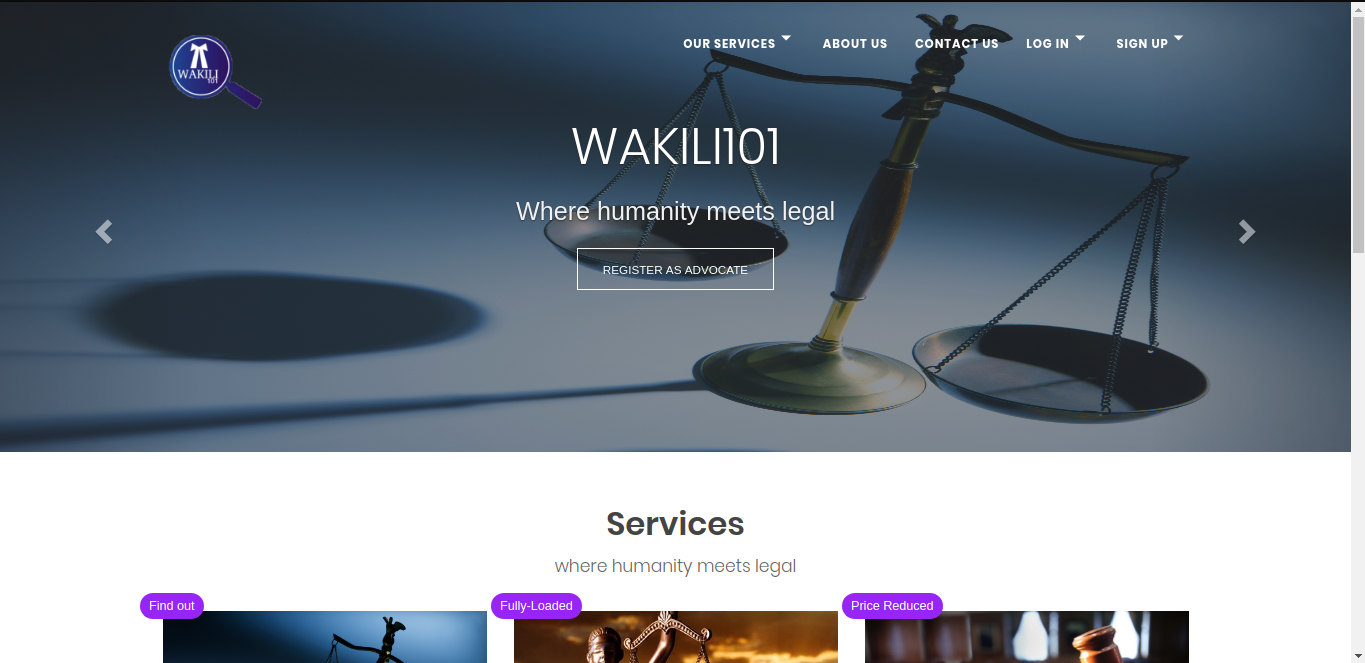 WAKILI
101
OUR SERVICES
ABOUT US
CONTACT US
LOG IN
SIGN UP
WAKILI101
Where humanity meets legal
REGISTER AS ADVOCATE
Services
where humanity meets legal
Find out
Fully-Loaded
Price Reduced